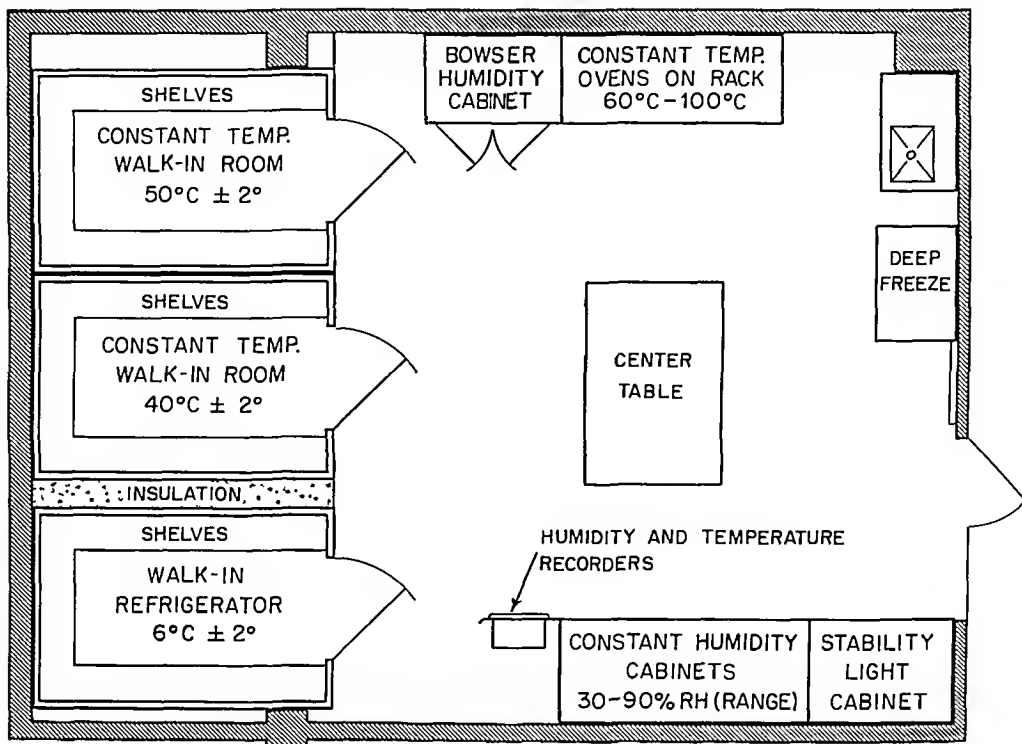 BOWSER
HUMIDITY
CABINET
CONSTANT TEMP.
OVENS ON RACK
60°C-100°C
SHELVES
CONSTANT TEMP.
WALK-IN ROOM
50°C ± 2°
DEEP
FREEZE
SHELVES
CONSTANT TEMP.
WALK-IN ROOM
40°C ± 2°
CENTER
TABLE
INSULATION
SHELVES
WALK-IN
REFRIGERATOR
6°C ± 2°
HUMIDITY AND TEMPERATURE
RECORDERS
CONSTANT HUMIDITY
CABINETS
30-90% RH (RANGE)
STABILITY
LIGHT
CABINET